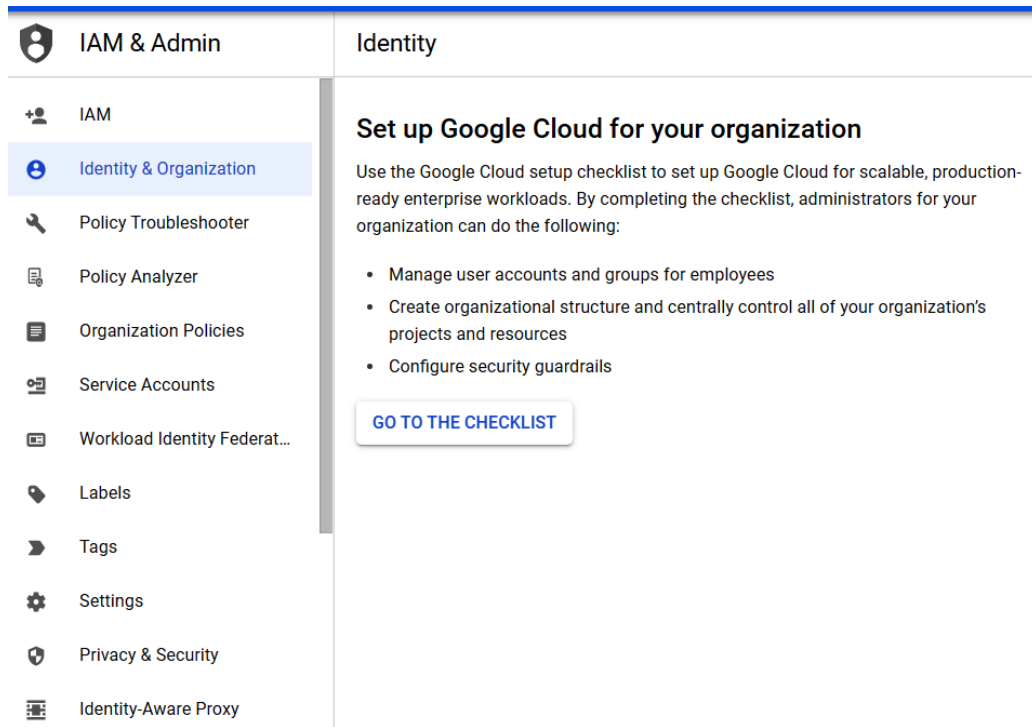 IAM & Admin
Identity
IAM
Identity & Organization
Policy Troubleshooter
Policy Analyzer
Organization Policies
Service Accounts
Workload Identity Federat...
Labels
Tags
Settings
Privacy & Security
Identity-Aware Proxy
Set up Google Cloud for your organization
Use the Google Cloud setup checklist to set up Google Cloud for scalable, production-
ready enterprise workloads. By completing the checklist, administrators for your
organization can do the following:
• Manage user accounts and groups for employees
• Create organizational structure and centrally control all of your organization’s
projects and resources
• Configure security guardrails
GO TO THE CHECKLIST